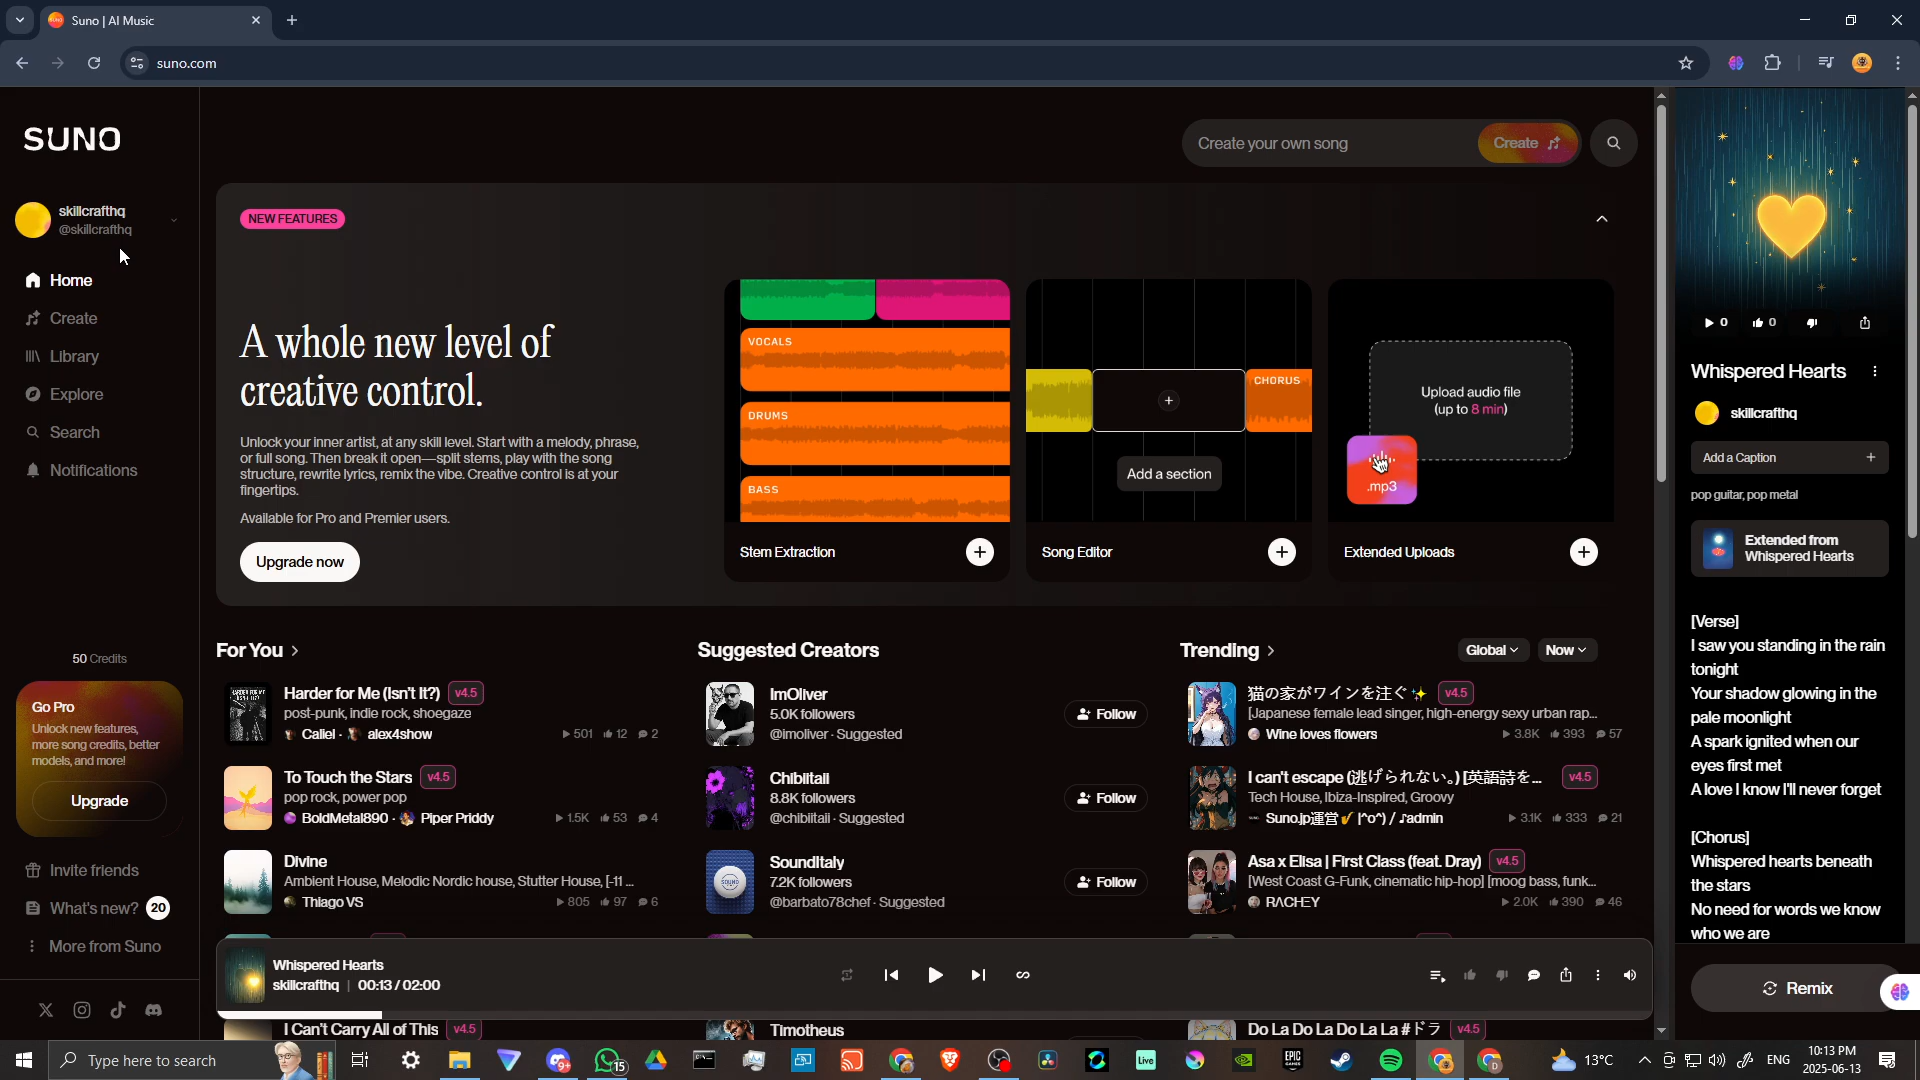 Suno | AI Music
suno.com
SUNO
skillcrafthq
@skillcrafthq
Home
Create
Library
Explore
Search
Notifications
50 Credits
Go Pro
Unlock new features,
more song credits, better
models, and more!
Upgrade
Invite friends
What's new? 20
More from Suno
Create your own song
Create
NEW FEATURES
A whole new level of
creative control.
Unlock your inner artist, at any skill level. Start with a melody, phrase,
or full song. Then break it open—split stems, play with the song
structure, rewrite lyrics, remix the vibe. Creative control is at your
fingertips.
Available for Pro and Premier users.
Upgrade now
VOCALS
DRUMS
BASS
Stem Extraction
CHORUS
Add a section
Song Editor
Upload audio file
(up to 8 min)
.mp3
Extended Uploads
For You
Harder for Me (Isn't It?) v4.5
post-punk, indie rock, shoegaze
Callel · alex4show 501 12 2
To Touch the Stars v4.5
pop rock, power pop
BoldMetal890 · Piper Priddy 1.5K 53 4
Divine
Ambient House, Melodic Nordic house, Stutter House, [-11 ...
Thiago VS 805 97 6
I Can't Carry All of This v4.5
Suggested Creators
ImOliver
5.0K followers
@imoliver · Suggested
Follow
Chibiitaii
8.8K followers
@chibiitaii · Suggested
Follow
SoundItaly
7.2K followers
@barbato78chef · Suggested
Follow
Timotheus
Trending
Global
Now
猫の家がワインを注ぐ✨ v4.5
[Japanese female lead singer, high-energy sexy urban rap...
Wine loves flowers 3.8K 393 57
I can't escape (逃げられない。) [英語詩を... v4.5
Tech House, Ibiza-Inspired, Groovy
Suno.jp運営 (^o^) / ♪admin 3.1K 333 21
Asa x Elisa | First Class (feat. Dray) v4.5
[West Coast G-Funk, cinematic hip-hop] [moog bass, funk...
RΛCHEY 2.0K 390 46
Do La Do La Do La La #ドラ v4.5
Whispered Hearts
skillcrafthq | 00:13 / 02:00
0 0
Whispered Hearts
skillcrafthq
Add a Caption +
pop guitar, pop metal
Extended from
Whispered Hearts
[Verse]
I saw you standing in the rain
tonight
Your shadow glowing in the
pale moonlight
A spark ignited when our
eyes first met
A love I know I'll never forget
[Chorus]
Whispered hearts beneath
the stars
No need for words we know
who we are
Remix
Type here to search
9+
15
Live
EPIC
GAMES
D
13°C
ENG
10:13 PM
2025-06-13